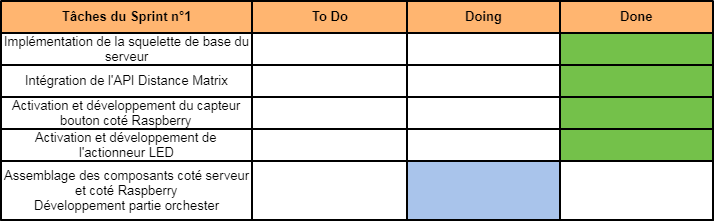 Tâches du Sprint n°1 To Do Doing Done
Implémentation de la squelette de base du
serveur
Intégration de l'API Distance Matrix
Activation et développement du capteur
bouton coté Raspberry
Activation et développement de
l'actionneur LED
Assemblage des composants coté serveur
et coté Raspberry
Développement partie orchester